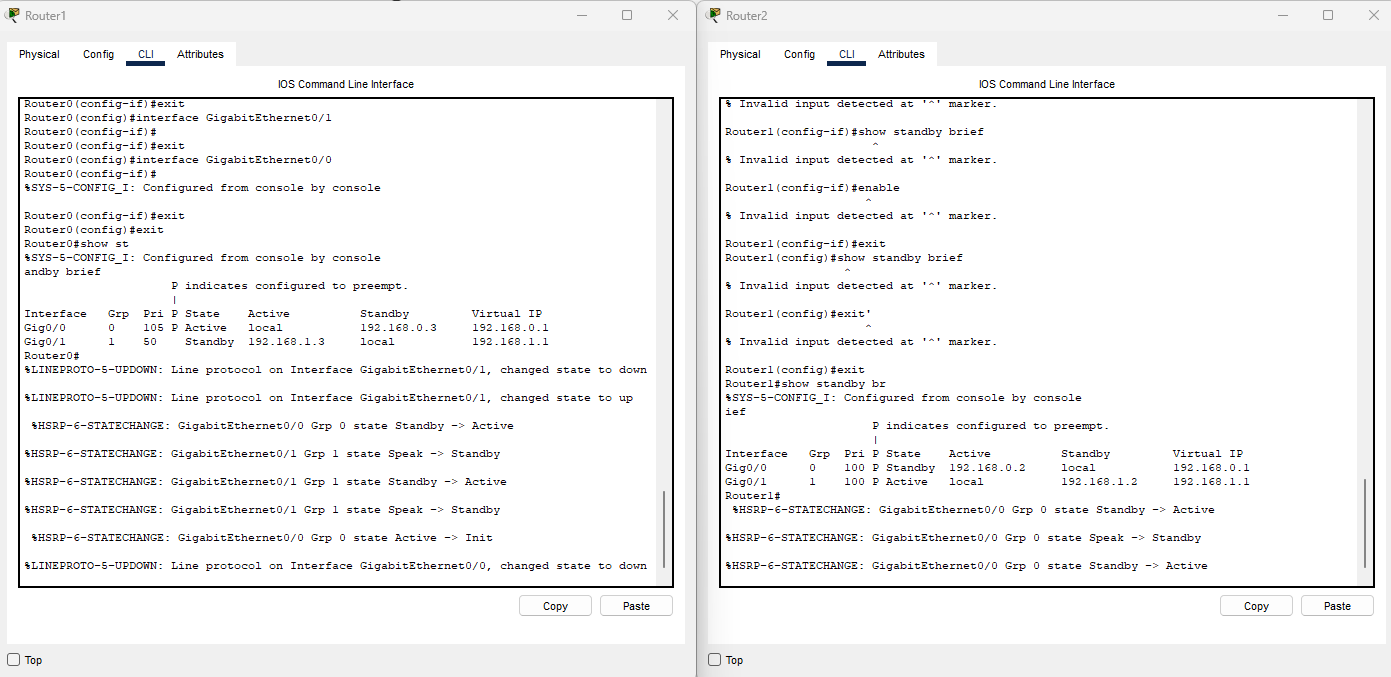 Router1
Physical Config CLI Attributes
IOS Command Line Interface
Router0(config-if)#exit
Router0(config)#interface GigabitEthernet0/1
Router0(config-if)#
Router0(config-if)#exit
Router0(config)#interface GigabitEthernet0/0
Router0(config-if)#
%SYS-5-CONFIG_I: Configured from console by console
Router0(config-if)#exit
Router0(config)#exit
Router0#show st
%SYS-5-CONFIG_I: Configured from console by console
andby brief
P indicates configured to preempt.
|
Interface Grp Pri P State Active Standby Virtual IP
Gig0/0 0 105 P Active local 192.168.0.3 192.168.0.1
Gig0/1 1 50 Standby 192.168.1.3 local 192.168.1.1
Router0#
%LINEPROTO-5-UPDOWN: Line protocol on Interface GigabitEthernet0/1, changed state to down
%LINEPROTO-5-UPDOWN: Line protocol on Interface GigabitEthernet0/1, changed state to up
%HSRP-6-STATECHANGE: GigabitEthernet0/0 Grp 0 state Standby -> Active
%HSRP-6-STATECHANGE: GigabitEthernet0/1 Grp 1 state Speak -> Standby
%HSRP-6-STATECHANGE: GigabitEthernet0/1 Grp 1 state Standby -> Active
%HSRP-6-STATECHANGE: GigabitEthernet0/1 Grp 1 state Speak -> Standby
%HSRP-6-STATECHANGE: GigabitEthernet0/0 Grp 0 state Active -> Init
%LINEPROTO-5-UPDOWN: Line protocol on Interface GigabitEthernet0/0, changed state to down
Copy Paste
Top
Router2
Physical Config CLI Attributes
IOS Command Line Interface
% Invalid input detected at '^' marker.
Router1(config-if)#show standby brief
^
% Invalid input detected at '^' marker.
Router1(config-if)#enable
^
% Invalid input detected at '^' marker.
Router1(config-if)#exit
Router1(config)#show standby brief
^
% Invalid input detected at '^' marker.
Router1(config)#exit'
^
% Invalid input detected at '^' marker.
Router1(config)#exit
Router1#show standby br
%SYS-5-CONFIG_I: Configured from console by console
ief
P indicates configured to preempt.
|
Interface Grp Pri P State Active Standby Virtual IP
Gig0/0 0 100 P Standby 192.168.0.2 local 192.168.0.1
Gig0/1 1 100 P Active local 192.168.1.2 192.168.1.1
Router1#
%HSRP-6-STATECHANGE: GigabitEthernet0/0 Grp 0 state Standby -> Active
%HSRP-6-STATECHANGE: GigabitEthernet0/0 Grp 0 state Speak -> Standby
%HSRP-6-STATECHANGE: GigabitEthernet0/0 Grp 0 state Standby -> Active
Copy Paste
Top